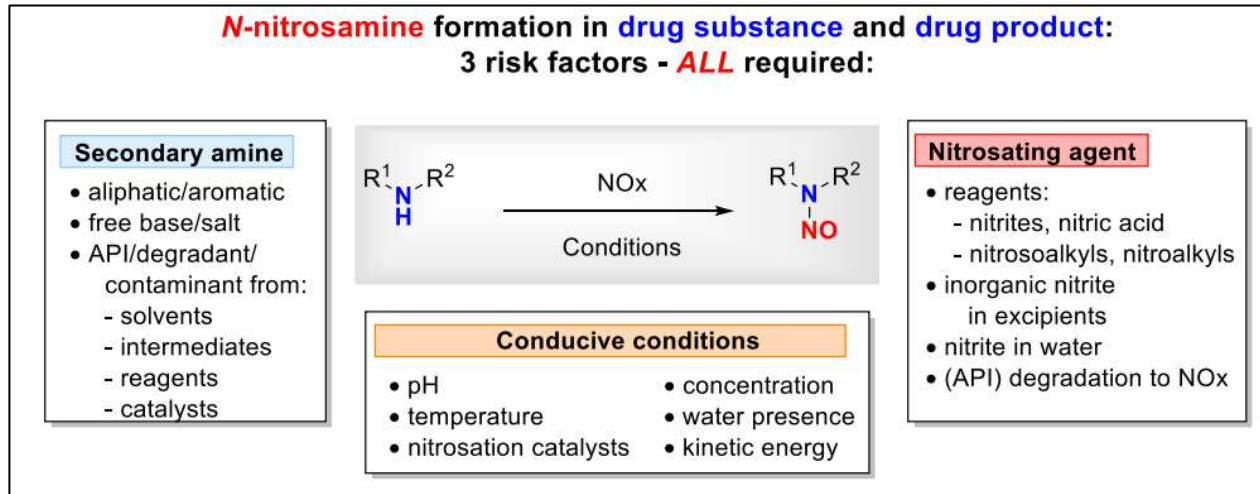 N-nitrosamine formation in drug substance and drug product:
3 risk factors - ALL required:
Secondary amine
• aliphatic/aromatic
• free base/salt
• API/degradant/
contaminant from:
- solvents
- intermediates
- reagents
- catalysts
R¹ R²
N
H
NOx
Conditions
R¹ R²
N
NO
Conducive conditions
• pH
• temperature
• nitrosation catalysts
• concentration
• water presence
• kinetic energy
Nitrosating agent
• reagents:
- nitrites, nitric acid
- nitrosoalkyls, nitroalkyls
• inorganic nitrite
in excipients
• nitrite in water
• (API) degradation to NOx